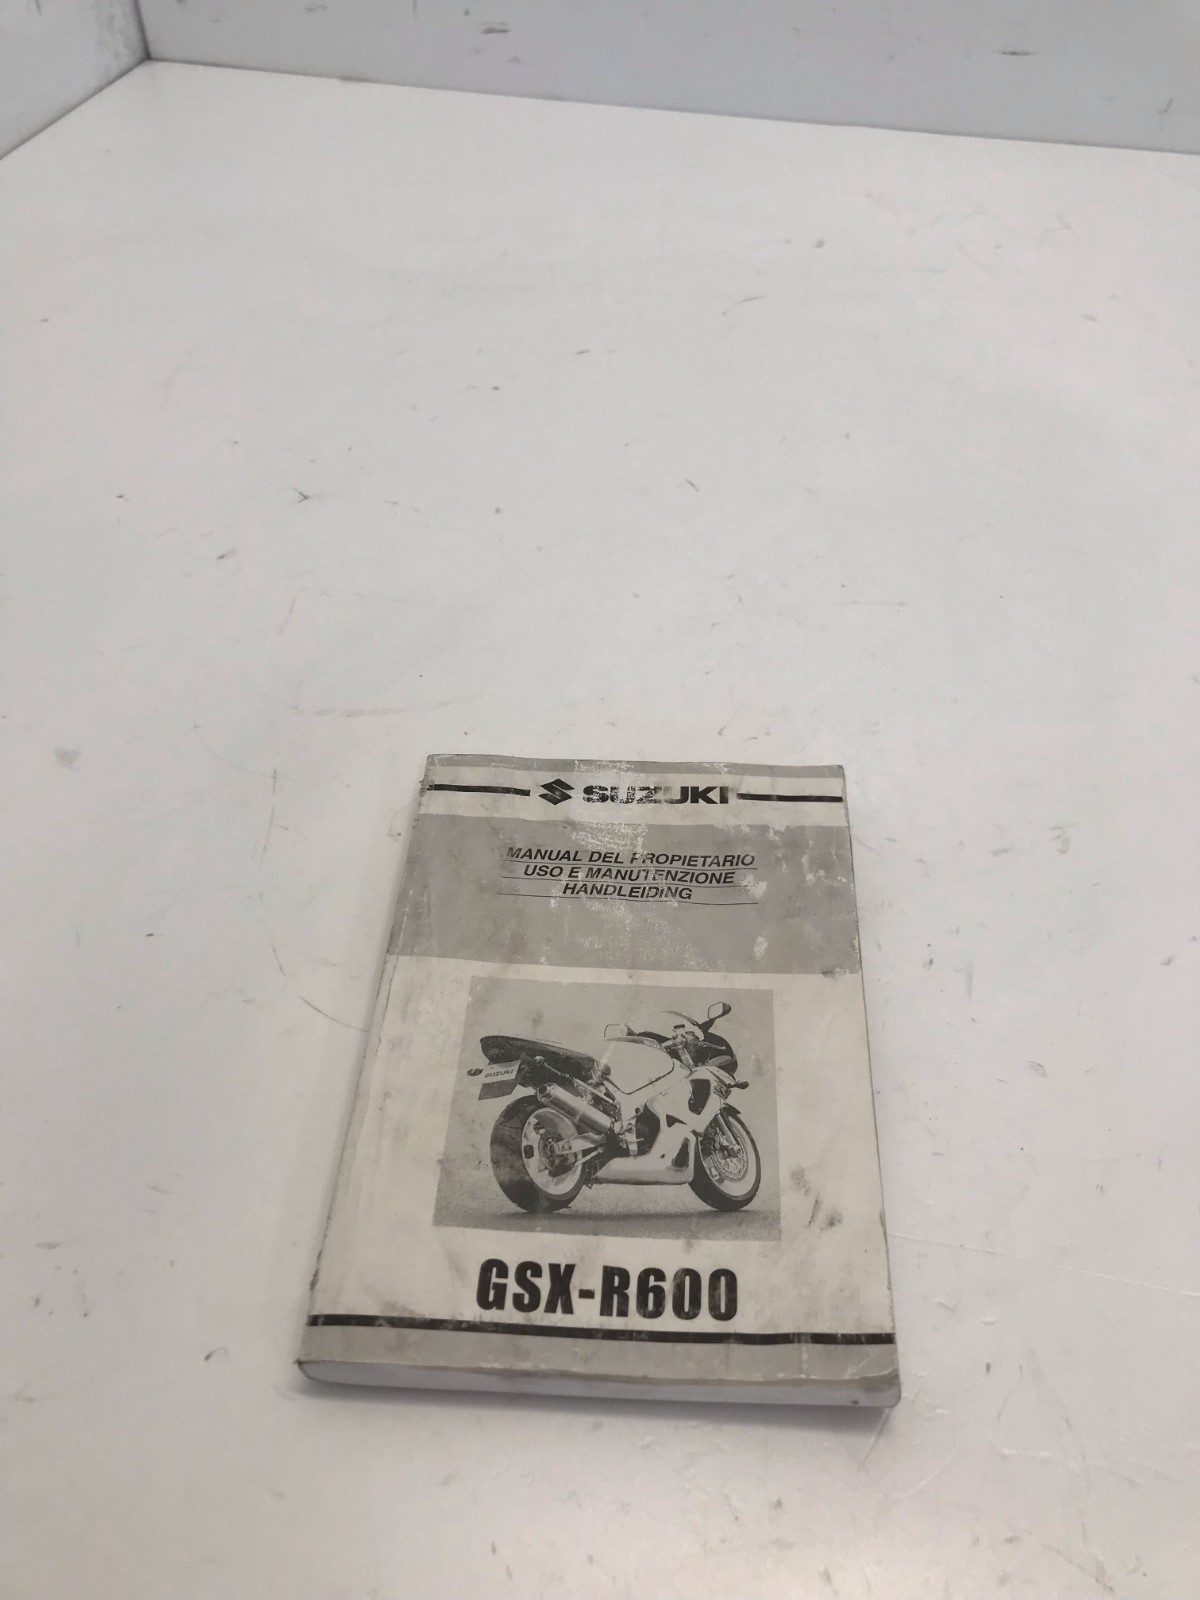 SUZUKI
MANUAL DEL PROPIETARIO
USO E MANUTENZIONE
HANDLEIDING
SUZUKI
GSX-R600